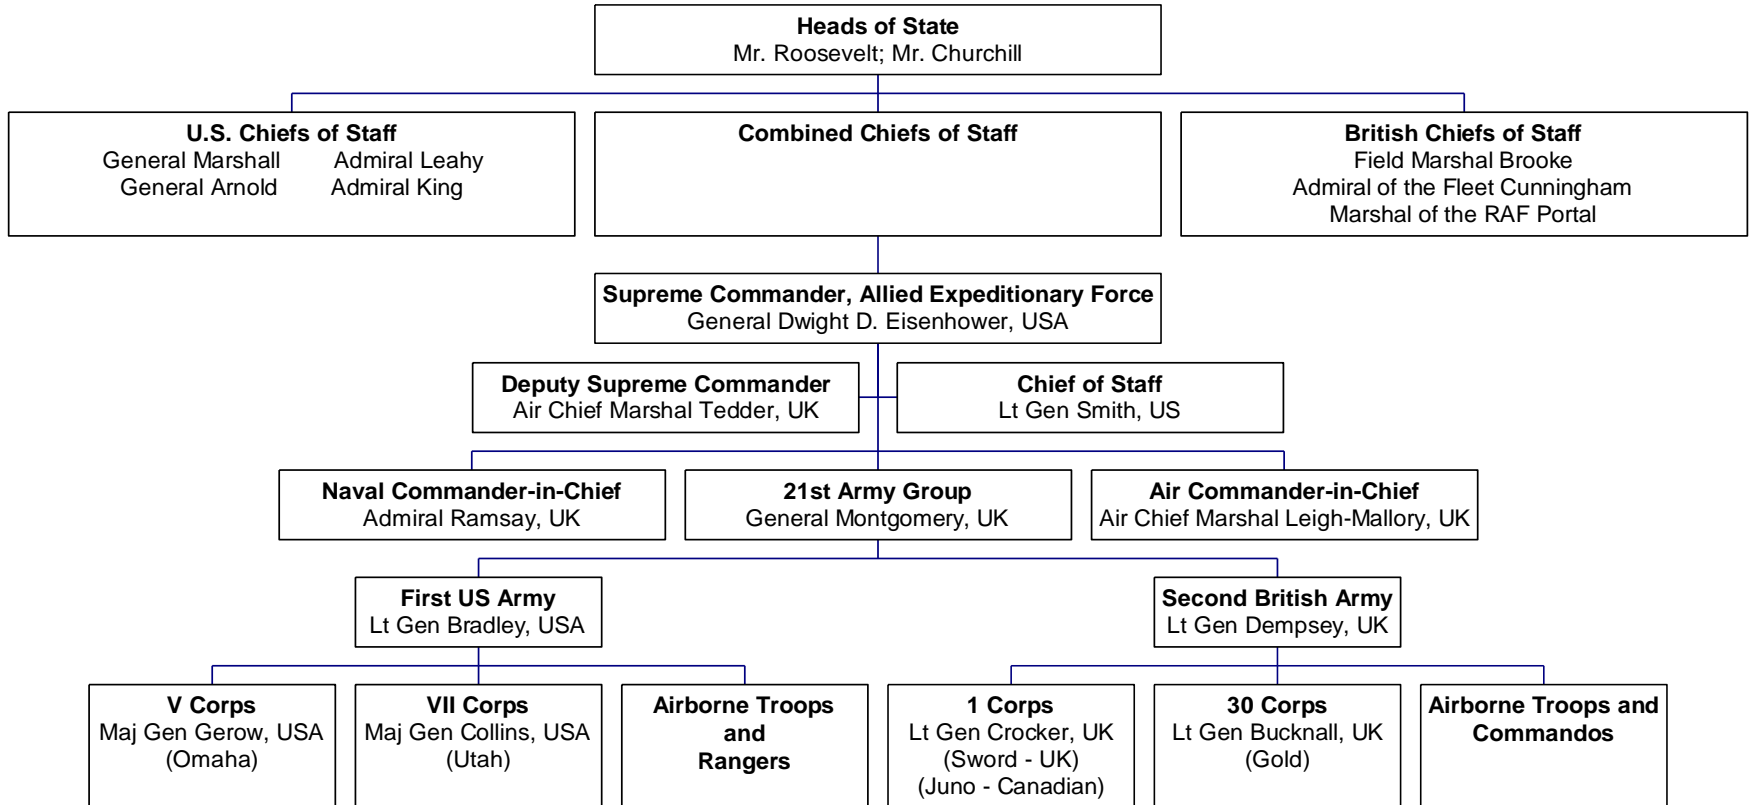 Heads of State
Mr. Roosevelt; Mr. Churchill
U.S. Chiefs of Staff
General Marshall Admiral Leahy
General Arnold Admiral King
Combined Chiefs of Staff
British Chiefs of Staff
Field Marshal Brooke
Admiral of the Fleet Cunningham
Marshal of the RAF Portal
Supreme Commander, Allied Expeditionary Force
General Dwight D. Eisenhower, USA
Deputy Supreme Commander
Air Chief Marshal Tedder, UK
Chief of Staff
Lt Gen Smith, US
Naval Commander-in-Chief
Admiral Ramsay, UK
21st Army Group
General Montgomery, UK
Air Commander-in-Chief
Air Chief Marshal Leigh-Mallory, UK
First US Army
Lt Gen Bradley, USA
Second British Army
Lt Gen Dempsey, UK
V Corps
Maj Gen Gerow, USA
(Omaha)
VII Corps
Maj Gen Collins, USA
(Utah)
Airborne Troops
and
Rangers
1 Corps
Lt Gen Crocker, UK
(Sword - UK)
(Juno - Canadian)
30 Corps
Lt Gen Bucknall, UK
(Gold)
Airborne Troops and
Commandos